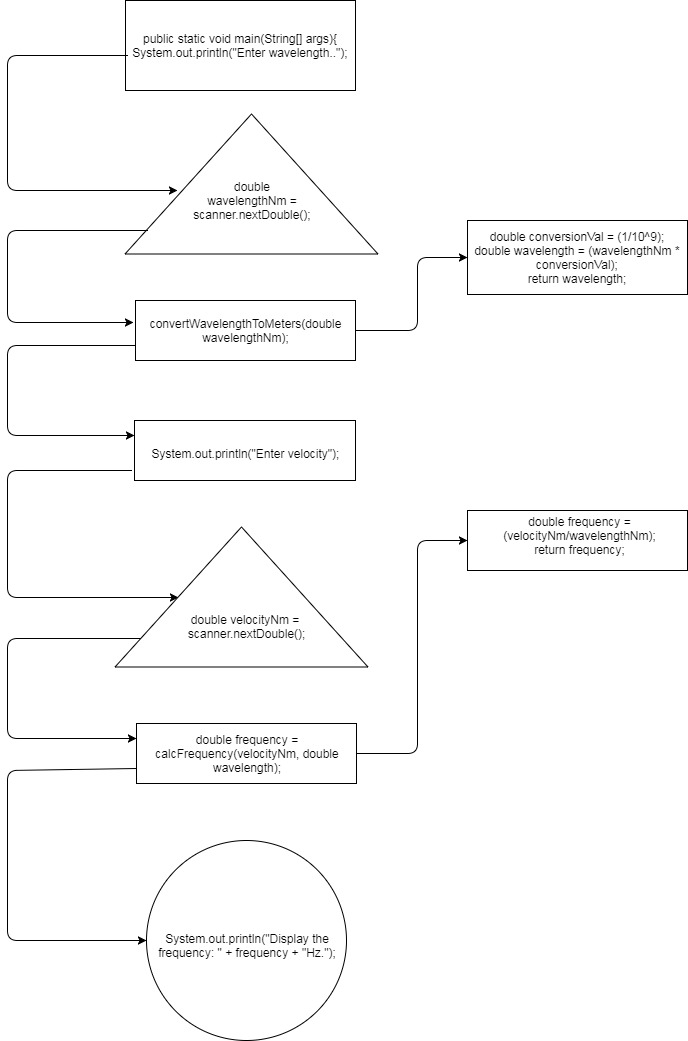 public static void main(String[] args){
System.out.println("Enter wavelength..");
double
wavelengthNm =
scanner.nextDouble();
double conversionVal = (1/10^9);
double wavelength = (wavelengthNm *
conversionVal);
return wavelength;
convertWavelengthToMeters(double
wavelengthNm);
System.out.println("Enter velocity");
double frequency =
(velocityNm/wavelengthNm);
return frequency;
double velocityNm =
scanner.nextDouble();
double frequency =
calcFrequency(velocityNm, double
wavelength);
System.out.println("Display the
frequency: " + frequency + "Hz.");